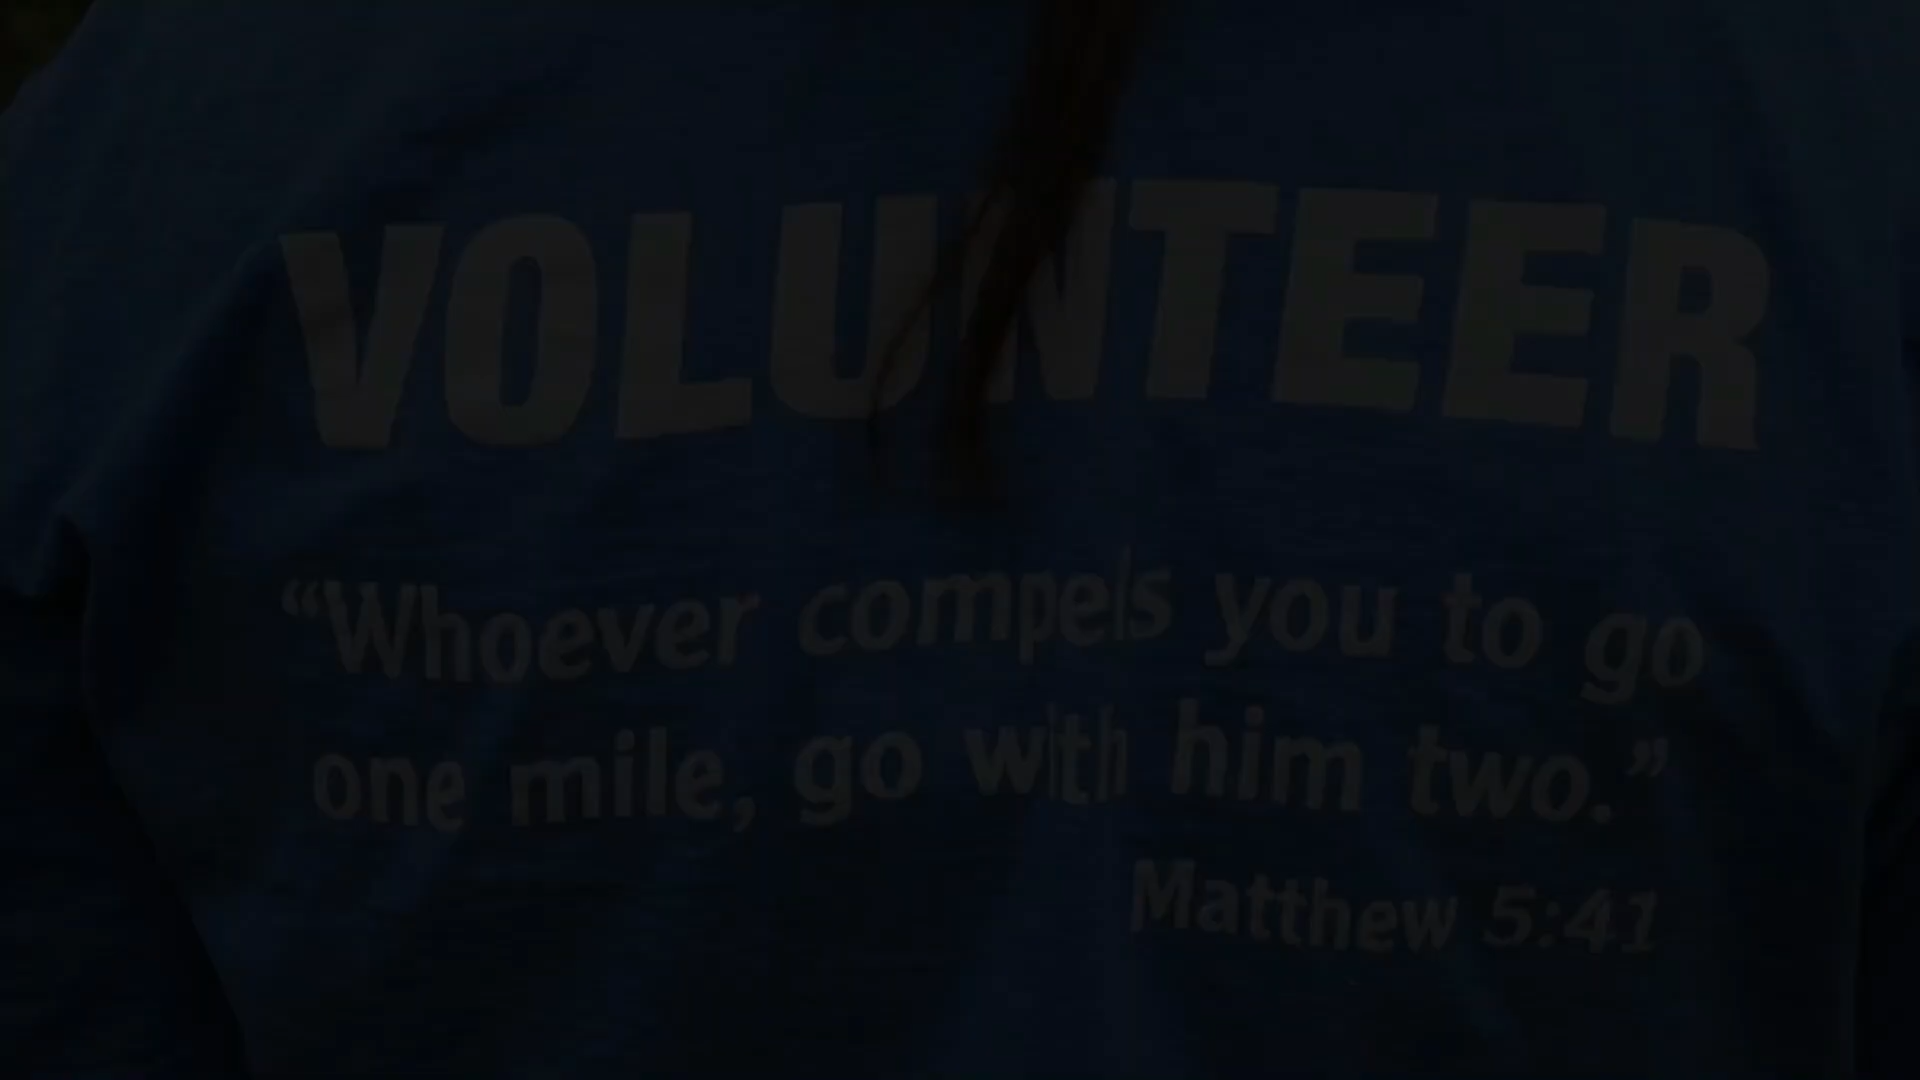 VOLUNTEER
“Whoever compels you to go
one mile, go with him two.”
Matthew 5:41